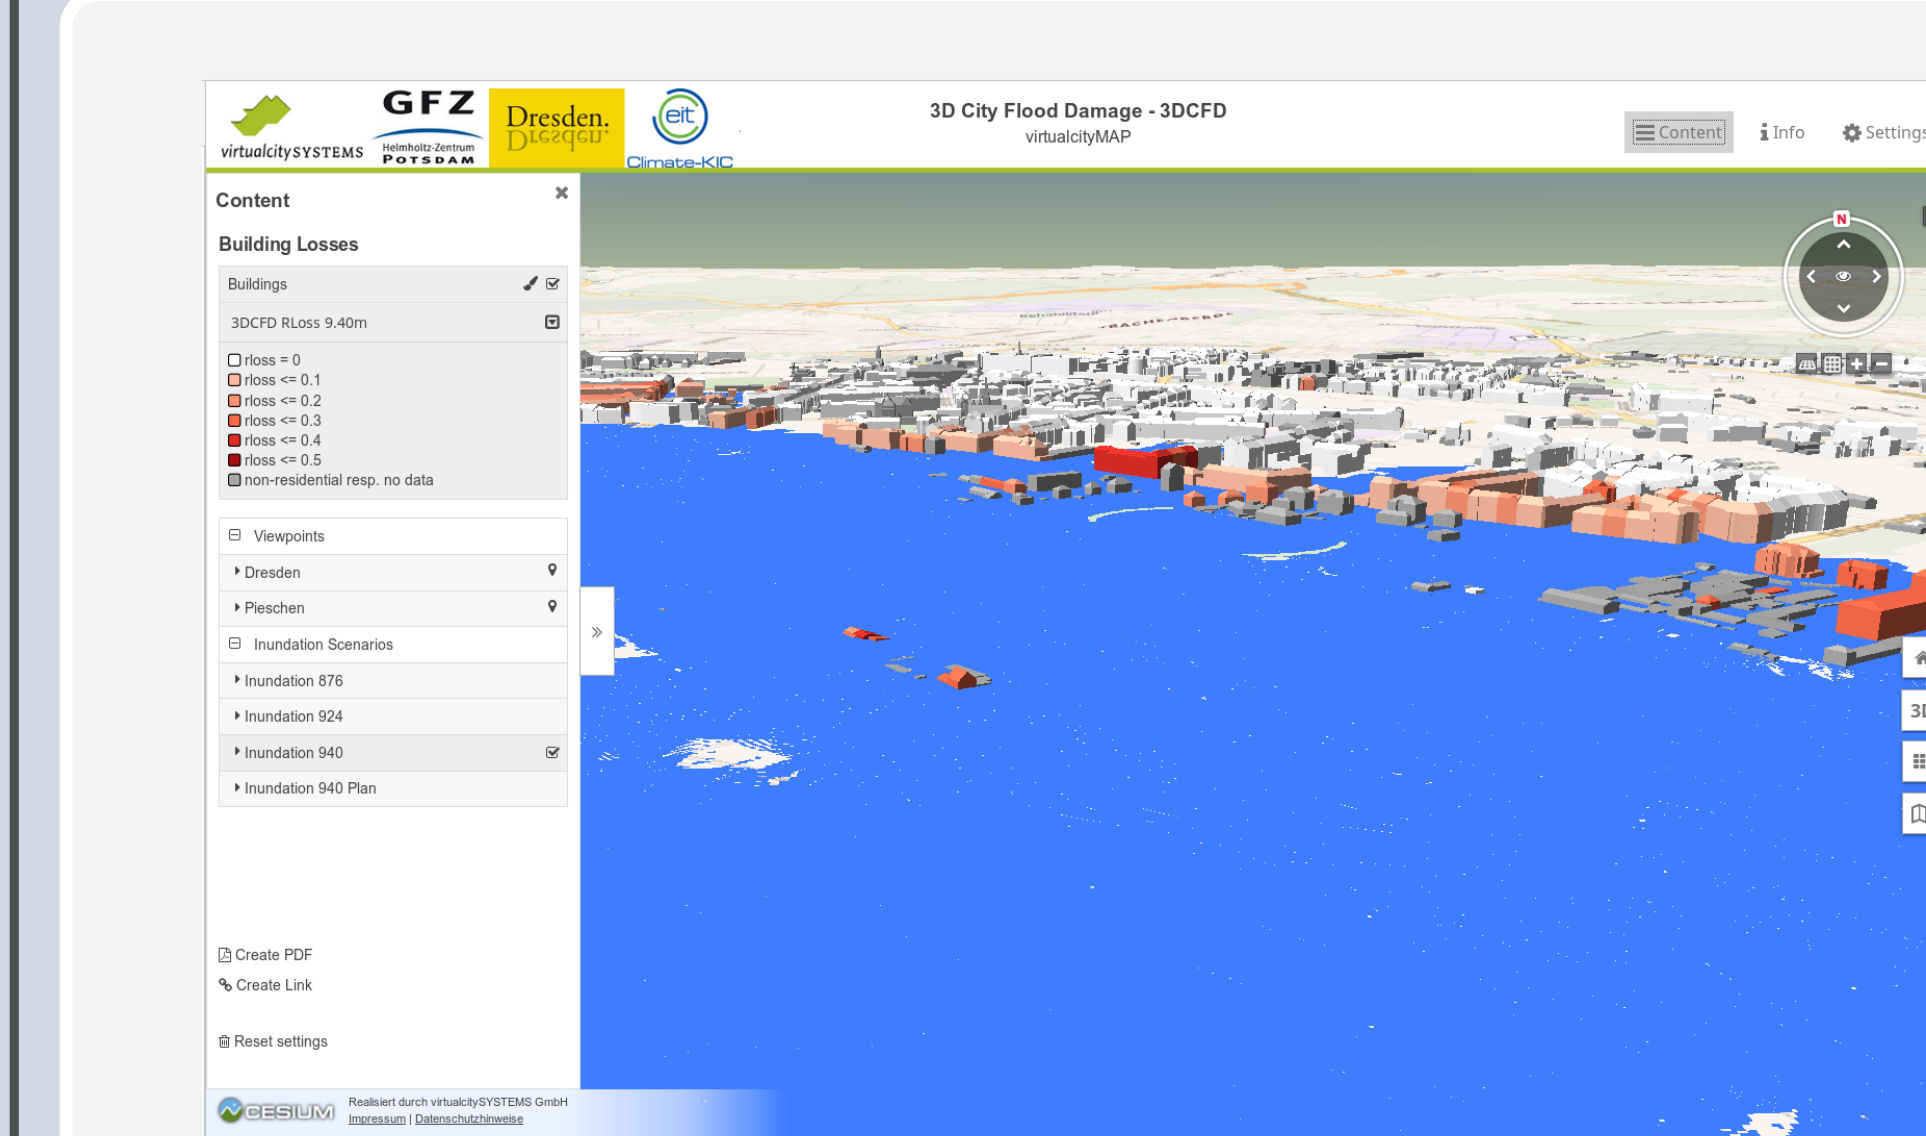 virtualcitySYSTEMS
GFZ
Helmholtz-Zentrum
POTSDAM
Dresden.
Dresden.
eit
Climate-KIC
3D City Flood Damage - 3DCFD
virtualcityMAP
Content
Info
Settings
Content
Building Losses
Buildings
3DCFD RLoss 9.40m
rloss = 0
rloss <= 0.1
rloss <= 0.2
rloss <= 0.3
rloss <= 0.4
rloss <= 0.5
non-residential resp. no data
Viewpoints
Dresden
Pieschen
Inundation Scenarios
Inundation 876
Inundation 924
Inundation 940
Inundation 940 Plan
Create PDF
Create Link
Reset settings
CESIUM
Realisiert durch virtualcitySYSTEMS GmbH
Impressum | Datenschutzhinweise
N
3D